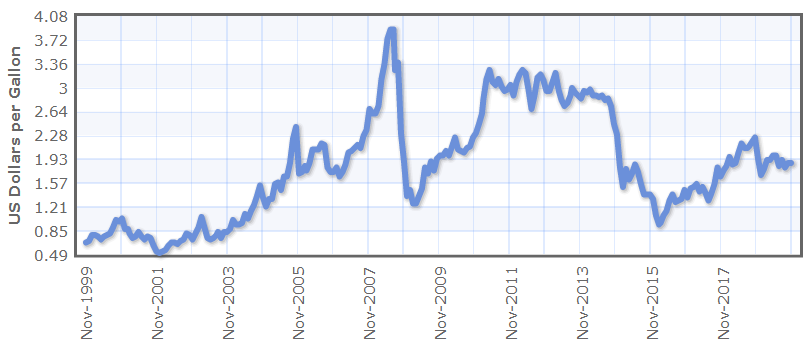 US Dollars per Gallon
4.08
3.72
3.36
3
2.64
2.28
1.93
1.57
1.21
0.85
0.49
Nov-1999
Nov-2001
Nov-2003
Nov-2005
Nov-2007
Nov-2009
Nov-2011
Nov-2013
Nov-2015
Nov-2017